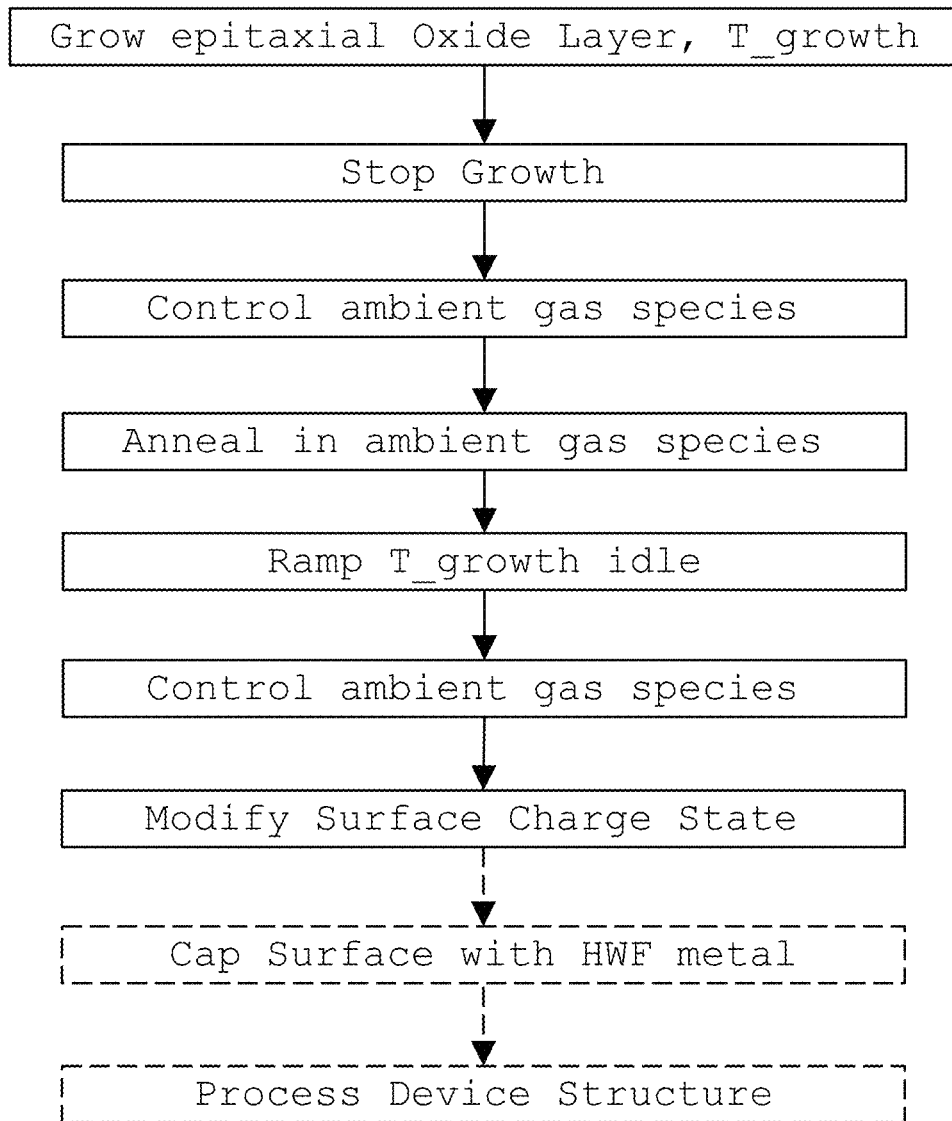 Grow epitaxial Oxide Layer, T_growth
Stop Growth
Control ambient gas species
Anneal in ambient gas species
Ramp T_growth idle
Control ambient gas species
Modify Surface Charge State
Cap Surface with HWF metal
Process Device Structure